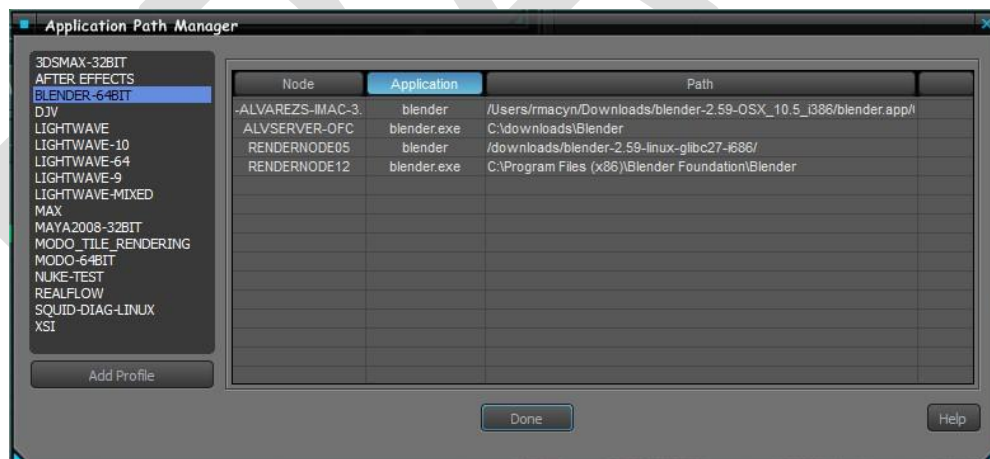 Application Path Manager
3DSMAX-32BIT
AFTER EFFECTS
BLENDER-64BIT
DJV
LIGHTWAVE
LIGHTWAVE-10
LIGHTWAVE-64
LIGHTWAVE-9
LIGHTWAVE-MIXED
MAX
MAYA2008-32BIT
MODO_TILE_RENDERING
MODO-64BIT
NUKE-TEST
REALFLOW
SQUID-DIAG-LINUX
XSI
Add Profile
Node Application Path
-ALVAREZS-IMAC-3. blender /Users/rmacyn/Downloads/blender-2.59-OSX_10.5_i386/blender.app/
ALVSERVER-OFC blender.exe C:\downloads\Blender
RENDERNODE05 blender /downloads/blender-2.59-linux-glibc27-i686/
RENDERNODE12 blender.exe C:\Program Files (x86)\Blender Foundation\Blender
Done
Help